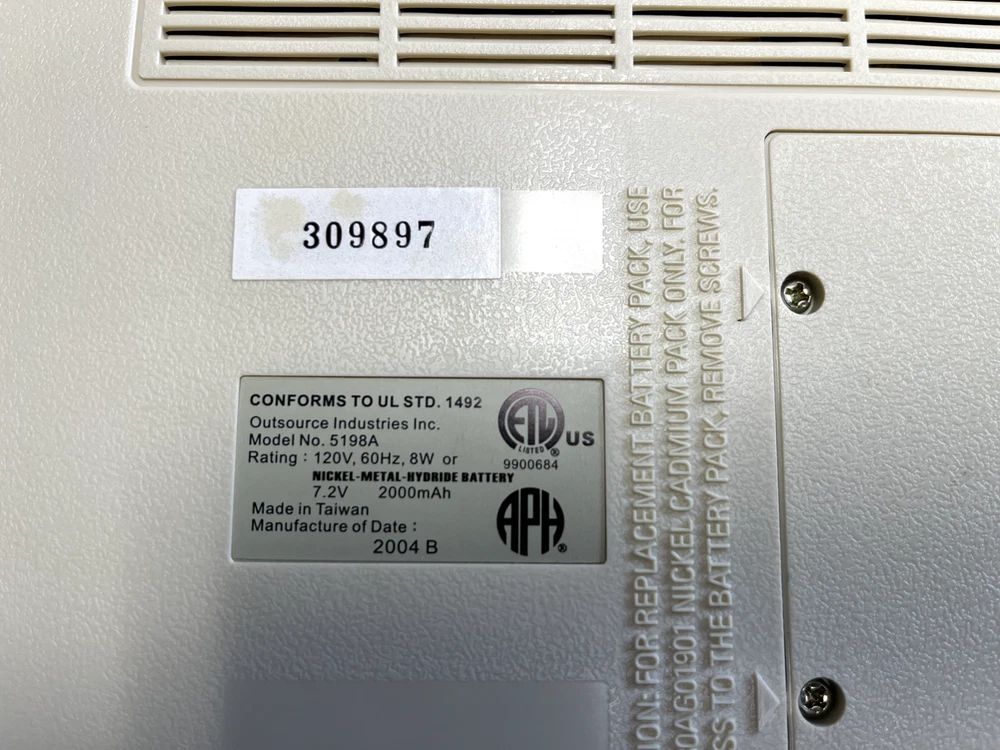 309897
CONFORMS TO UL STD. 1492
Outsource Industries Inc.
Model No. 5198A
Rating : 120V, 60Hz, 8W or
NICKEL-METAL-HYDRIDE BATTERY
7.2V 2000mAh
Made in Taiwan
Manufacture of Date :
2004 B
ETL
LISTED ®
US
9900684
APH®
ION: FOR REPLACEMENT BATTERY PACK, USE
OAG01901 NICKEL CADMIUM PACK ONLY. FOR
SS TO THE BATTERY PACK, REMOVE SCREWS.